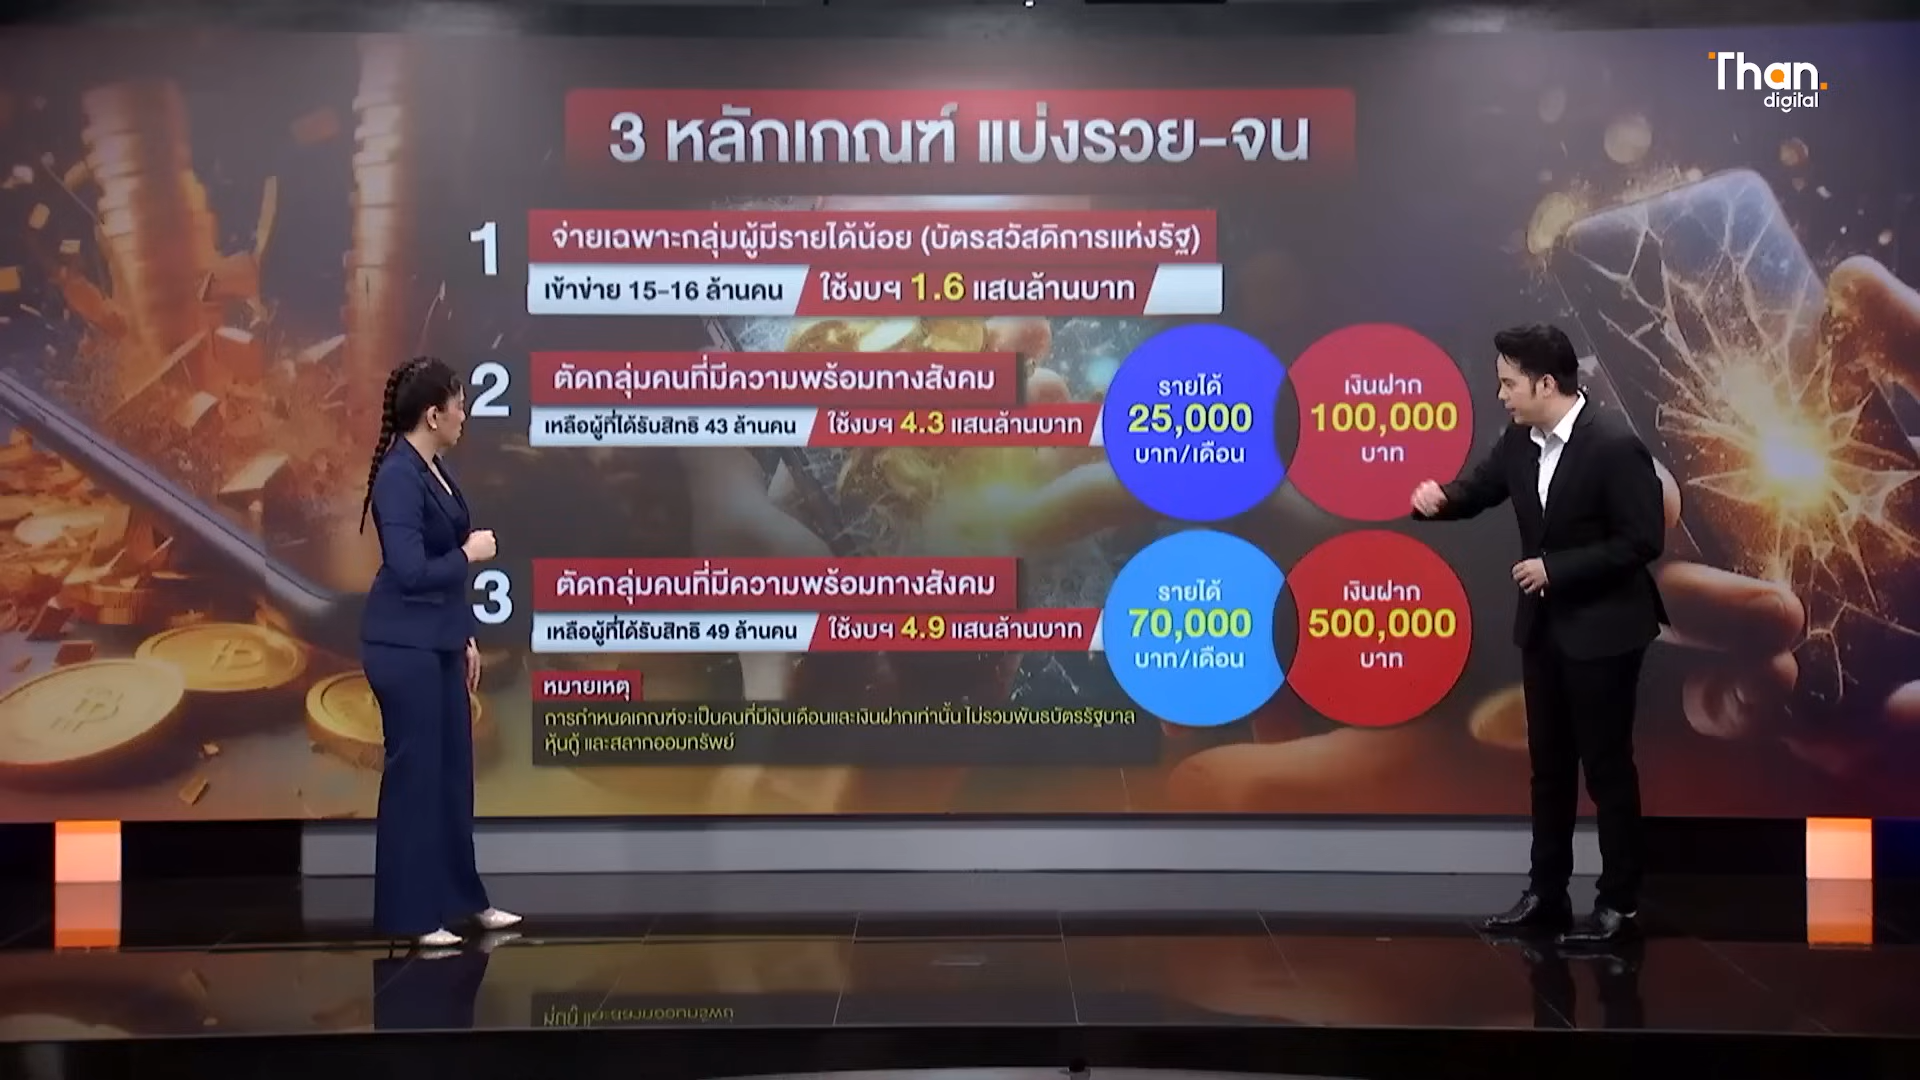 Than.
digital
3 หลักเกณฑ์ แบ่งรวย-จน
1
จ่ายเฉพาะกลุ่มผู้มีรายได้น้อย (บัตรสวัสดิการแห่งรัฐ)
เข้าข่าย 15-16 ล้านคน ใช้งบฯ 1.6 แสนล้านบาท
2
ตัดกลุ่มคนที่มีความพร้อมทางสังคม
เหลือผู้ที่ได้รับสิทธิ 43 ล้านคน ใช้งบฯ 4.3 แสนล้านบาท
รายได้
25,000
บาท/เดือน
เงินฝาก
100,000
บาท
3
ตัดกลุ่มคนที่มีความพร้อมทางสังคม
เหลือผู้ที่ได้รับสิทธิ 49 ล้านคน ใช้งบฯ 4.9 แสนล้านบาท
รายได้
70,000
บาท/เดือน
เงินฝาก
500,000
บาท
หมายเหตุ
การกำหนดเกณฑ์จะเป็นคนที่มีเงินเดือนและเงินฝากเท่านั้น ไม่รวมพันธบัตรรัฐบาล
หุ้นกู้ และสลากออมทรัพย์